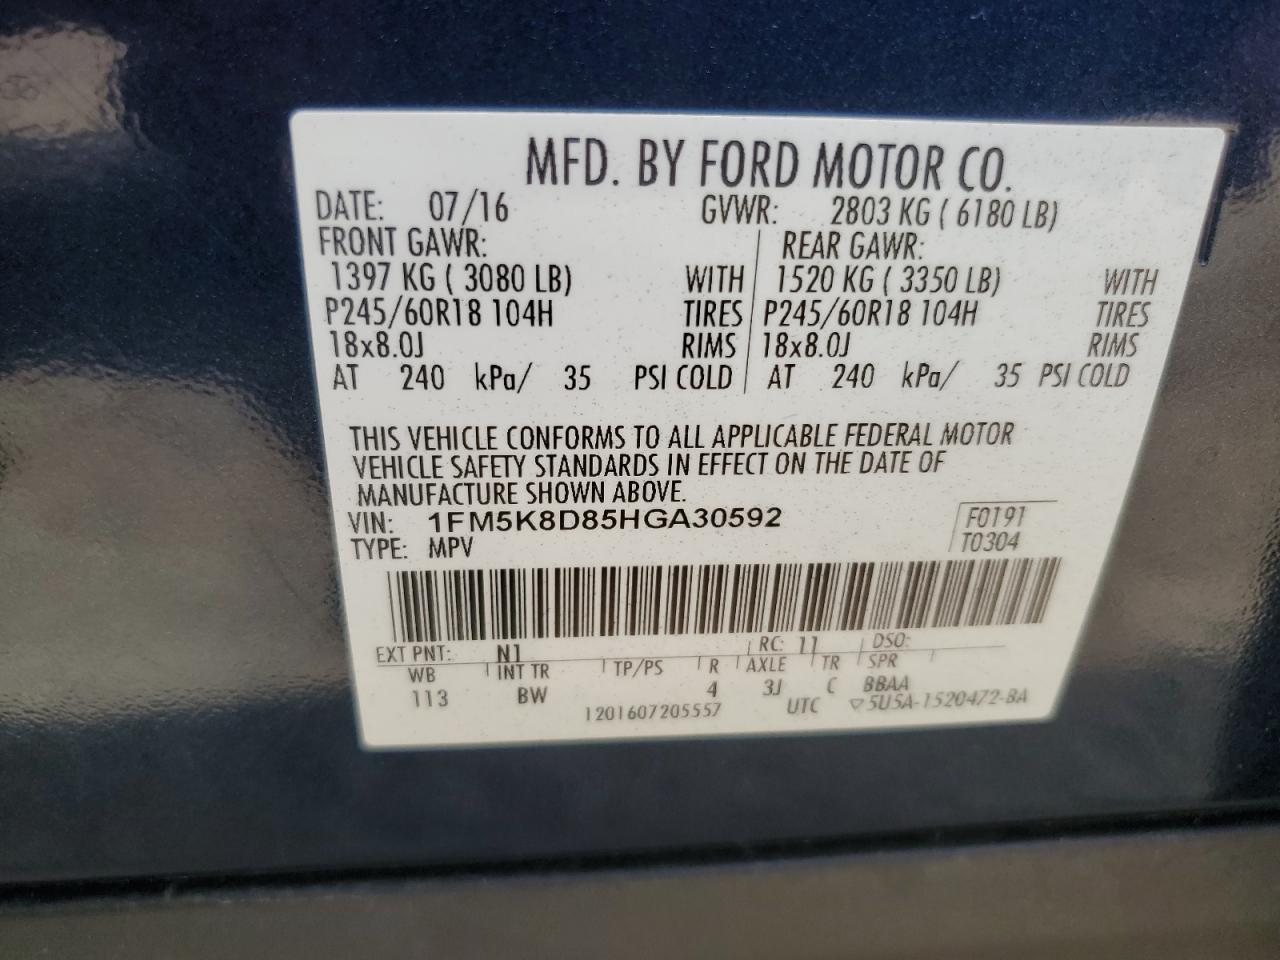 MFD. BY FORD MOTOR CO.
DATE: 07/16 GVWR: 2803 KG ( 6180 LB)
FRONT GAWR: REAR GAWR:
1397 KG ( 3080 LB) WITH 1520 KG ( 3350 LB) WITH
P245/60R18 104H TIRES P245/60R18 104H TIRES
18x8.0J RIMS 18x8.0J RIMS
AT 240 kPa/ 35 PSI COLD AT 240 kPa/ 35 PSI COLD
THIS VEHICLE CONFORMS TO ALL APPLICABLE FEDERAL MOTOR
VEHICLE SAFETY STANDARDS IN EFFECT ON THE DATE OF
MANUFACTURE SHOWN ABOVE.
VIN: 1FM5K8D85HGA30592 F0191
TYPE: MPV T0304
EXT PNT: N1 RC: 11 DSO:
WB INT TR TP/PS R AXLE TR SPR
113 BW 4 3J C BBAA
1201607205557 UTC ▽5U5A-1520472-BA